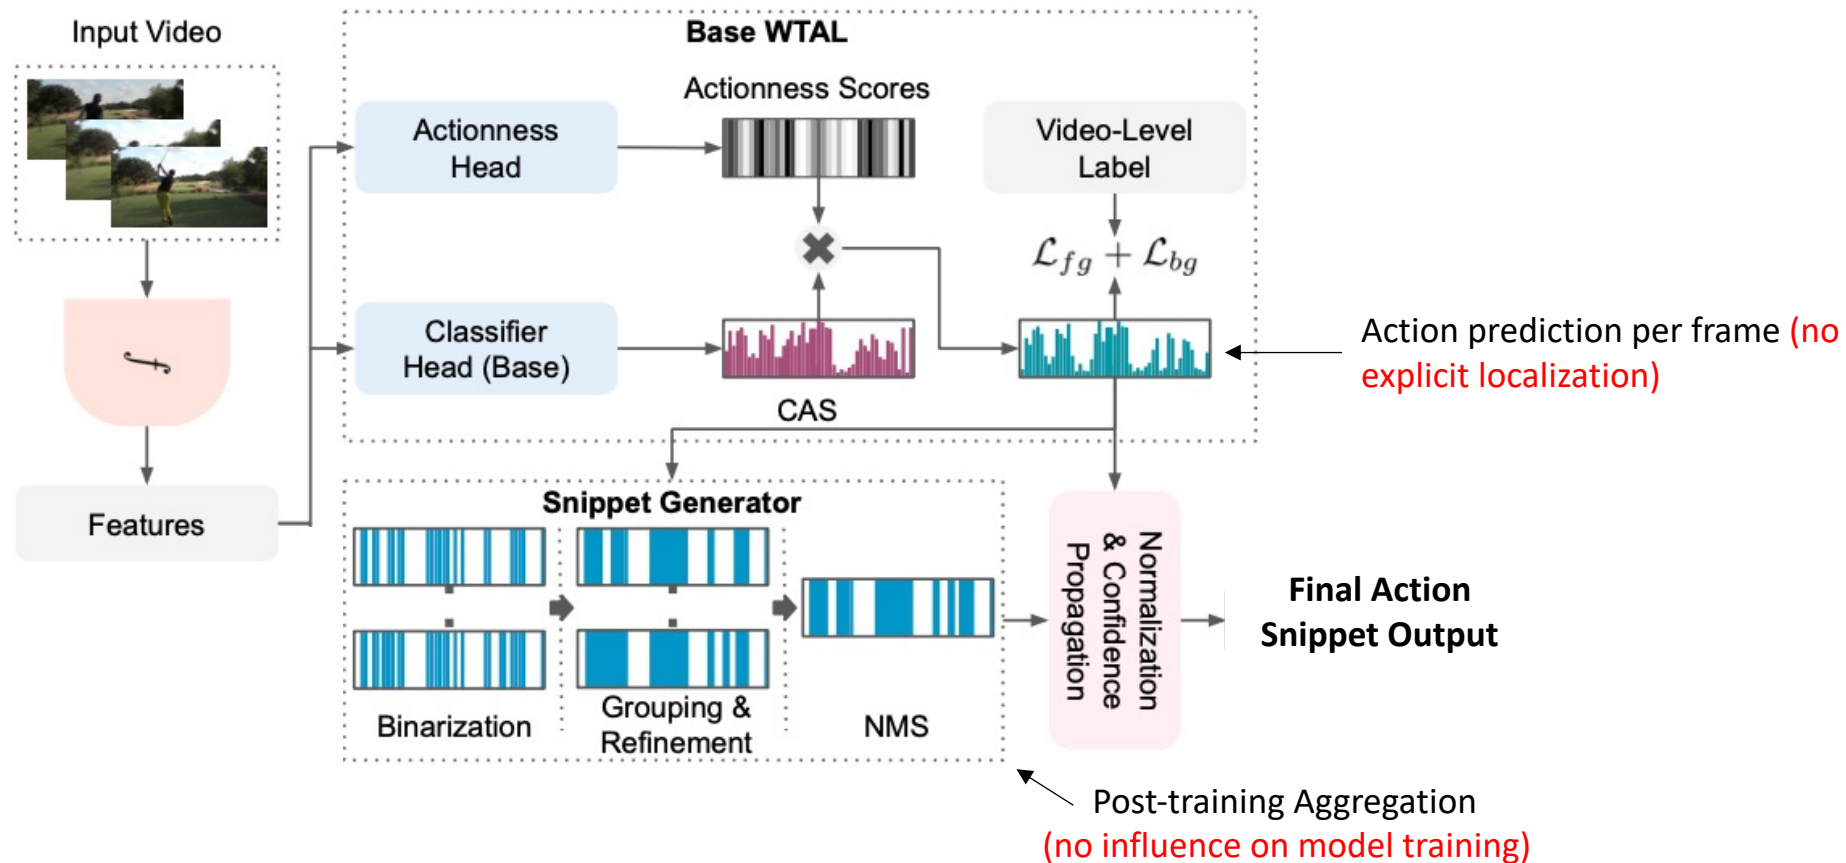 Input Video
Base WTAL
Actionness Scores
Actionness
Head
Video-Level
Label
ℒfg + ℒbg
f
Classifier
Head (Base)
CAS
Action prediction per frame (no
explicit localization)
Features
Snippet Generator
Binarization
Grouping &
Refinement
NMS
Normalization
& Confidence
Propagation
Final Action
Snippet Output
Post-training Aggregation
(no influence on model training)